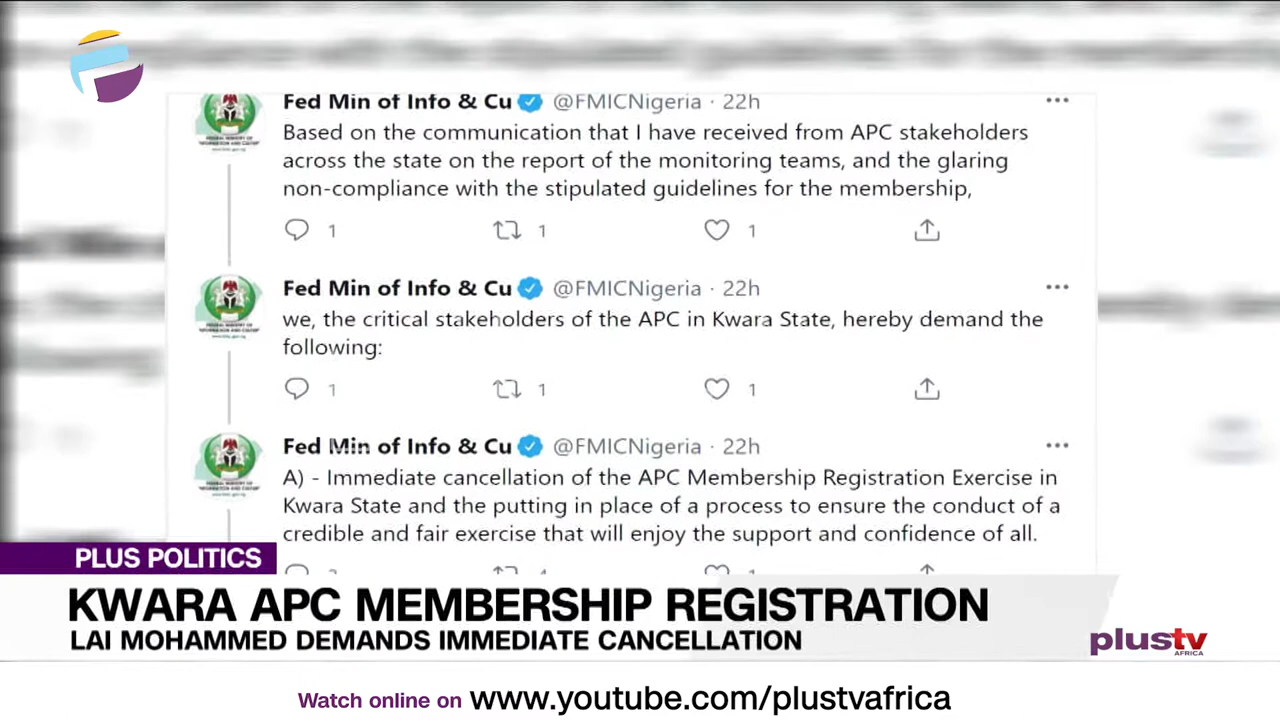 Fed Min of Info & Cu @FMICNigeria · 22h
Based on the communication that I have received from APC stakeholders
across the state on the report of the monitoring teams, and the glaring
non-compliance with the stipulated guidelines for the membership,
1 1 1
Fed Min of Info & Cu @FMICNigeria · 22h
we, the critical stakeholders of the APC in Kwara State, hereby demand the
following:
1 1 1
Fed Min of Info & Cu @FMICNigeria · 22h
A) - Immediate cancellation of the APC Membership Registration Exercise in
Kwara State and the putting in place of a process to ensure the conduct of a
credible and fair exercise that will enjoy the support and confidence of all.
PLUS POLITICS
KWARA APC MEMBERSHIP REGISTRATION
LAI MOHAMMED DEMANDS IMMEDIATE CANCELLATION
plustv
AFRICA
Watch online on www.youtube.com/plustvafrica